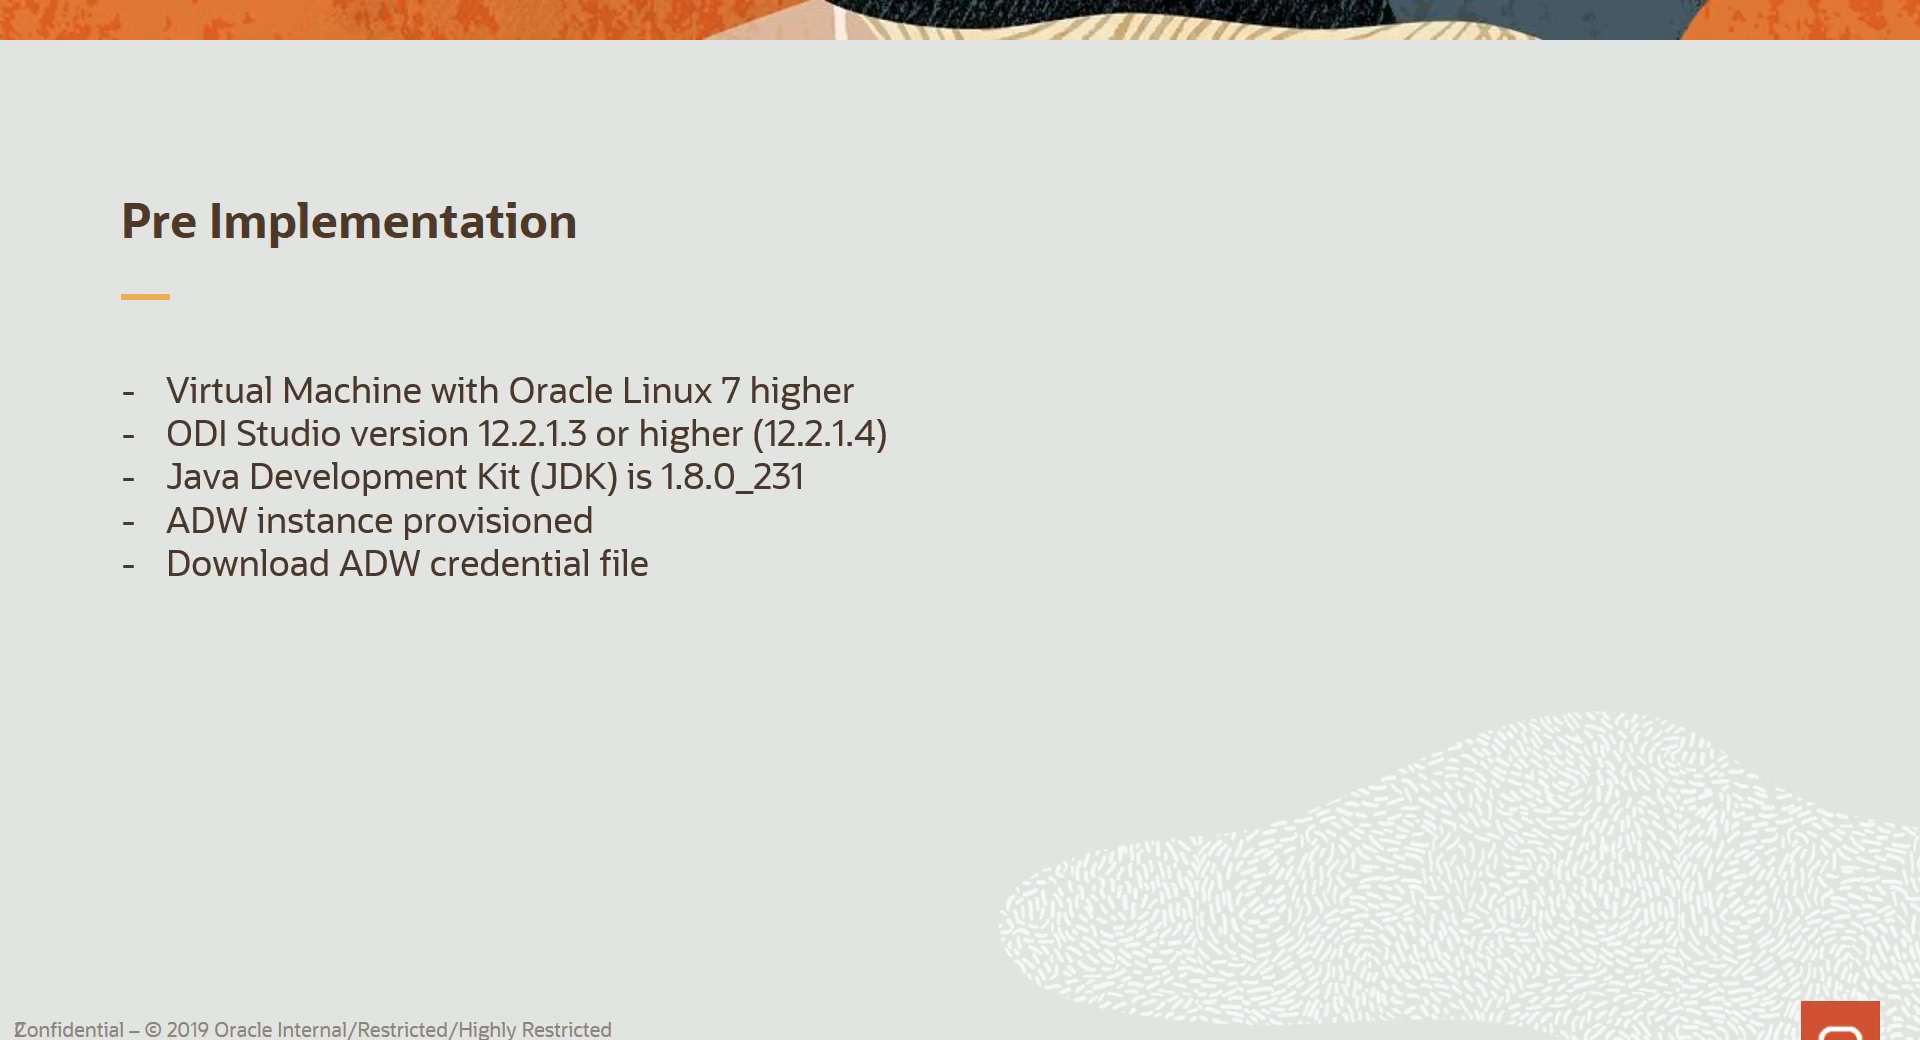 Pre Implementation
- Virtual Machine with Oracle Linux 7 higher
- ODI Studio version 12.2.1.3 or higher (12.2.1.4)
- Java Development Kit (JDK) is 1.8.0_231
- ADW instance provisioned
- Download ADW credential file
2
Confidential – © 2019 Oracle Internal/Restricted/Highly Restricted